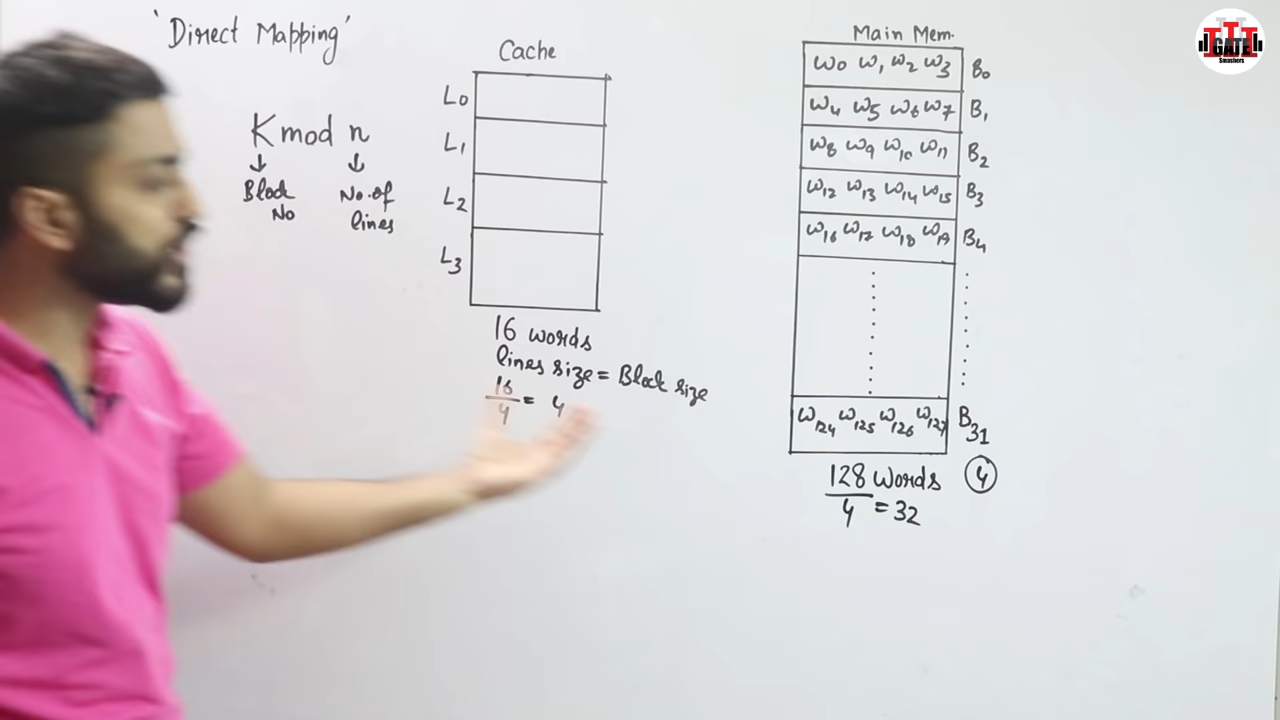 'Direct Mapping'
K mod n
Block No
No. of lines
Cache
L0
L1
L2
L3
16 words
lines size = Block size
16/4 = 4
Main Mem.
W0 W1 W2 W3 B0
W4 W5 W6 W7 B1
W8 W9 W10 W11 B2
W12 W13 W14 W15 B3
W16 W17 W18 W19 B4
W124 W125 W126 W127 B31
128 Words 4
4 = 32
GATE
Smashers